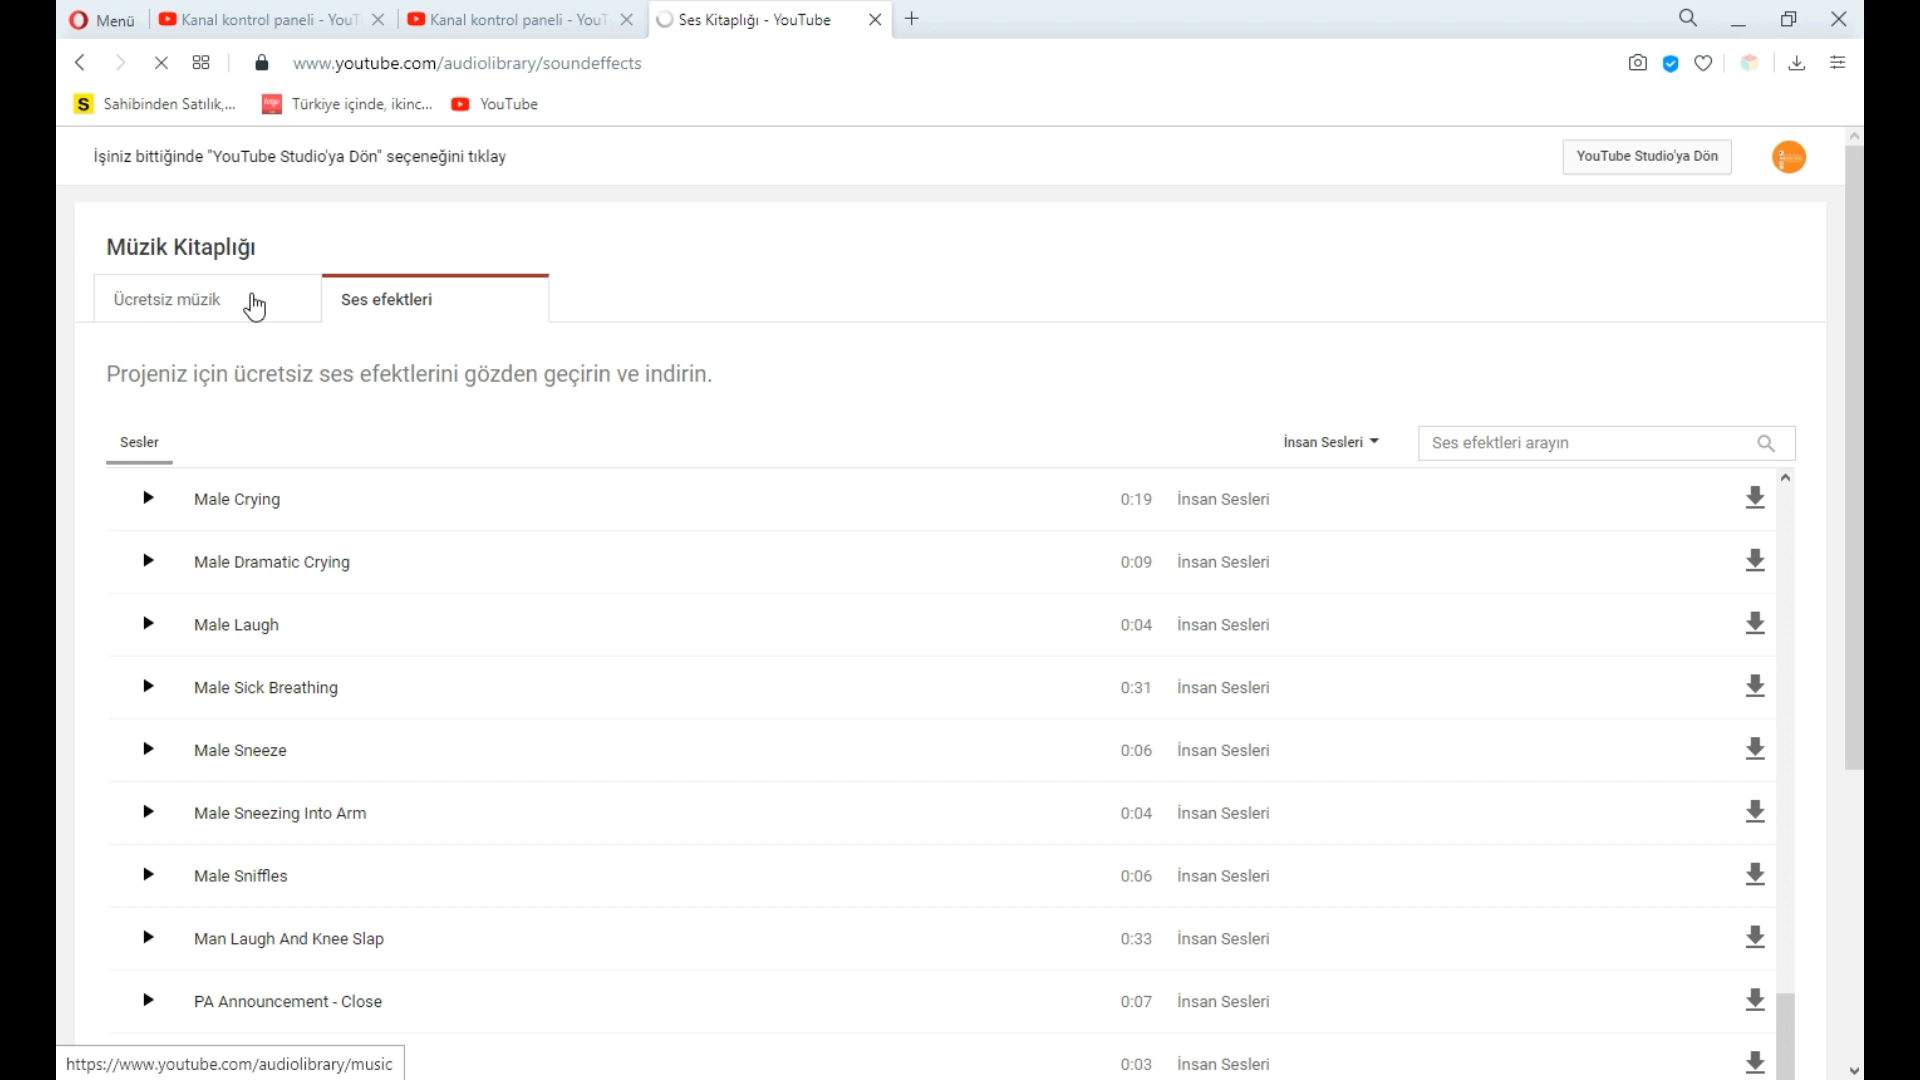 Menü
Kanal kontrol paneli - YouT
Kanal kontrol paneli - YouT
Ses Kitaplığı - YouTube
www.youtube.com/audiolibrary/soundeffects
S
Sahibinden Satılık,...
Türkiye içinde, ikinc...
YouTube
İşiniz bittiğinde "YouTube Studio'ya Dön" seçeneğini tıklay
YouTube Studio'ya Dön
Müzik Kitaplığı
Ücretsiz müzik
Ses efektleri
Projeniz için ücretsiz ses efektlerini gözden geçirin ve indirin.
Sesler
İnsan Sesleri
Ses efektleri arayın
Male Crying 0:19 İnsan Sesleri
Male Dramatic Crying 0:09 İnsan Sesleri
Male Laugh 0:04 İnsan Sesleri
Male Sick Breathing 0:31 İnsan Sesleri
Male Sneeze 0:06 İnsan Sesleri
Male Sneezing Into Arm 0:04 İnsan Sesleri
Male Sniffles 0:06 İnsan Sesleri
Man Laugh And Knee Slap 0:33 İnsan Sesleri
PA Announcement - Close 0:07 İnsan Sesleri
0:03 İnsan Sesleri
https://www.youtube.com/audiolibrary/music